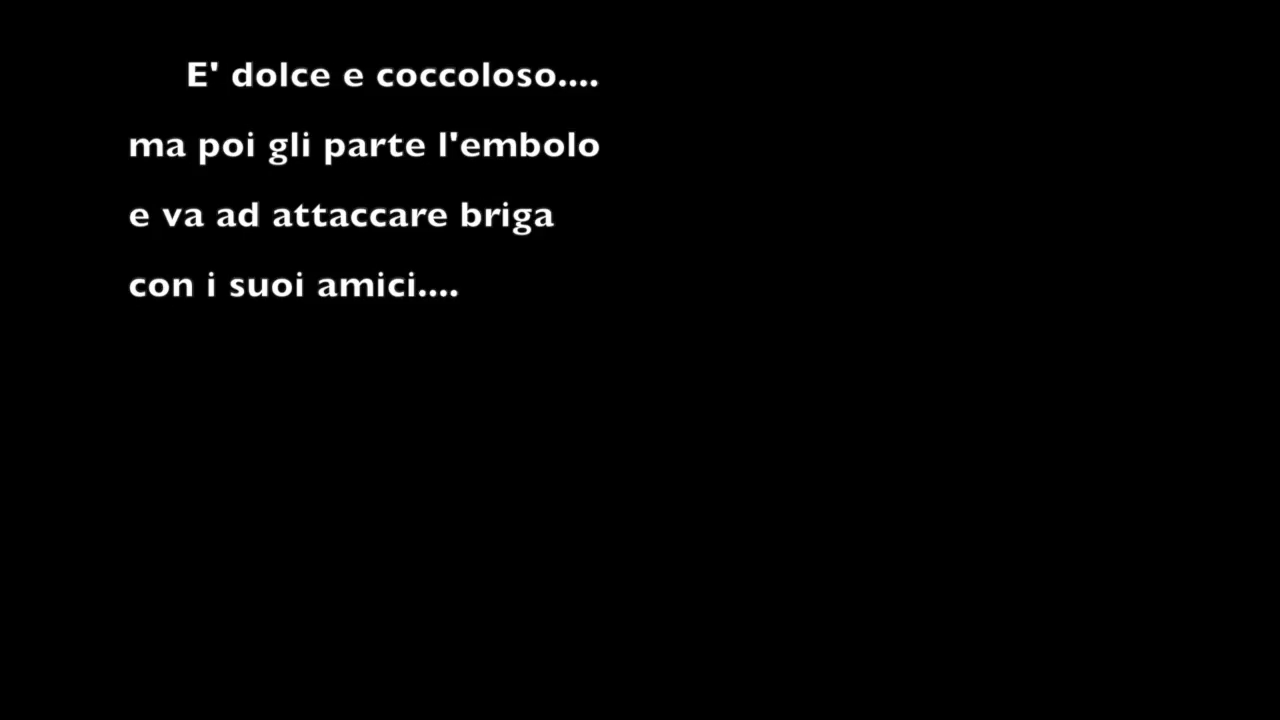 E' dolce e coccoloso....
ma poi gli parte l'embolo
e va ad attaccare briga
con i suoi amici....